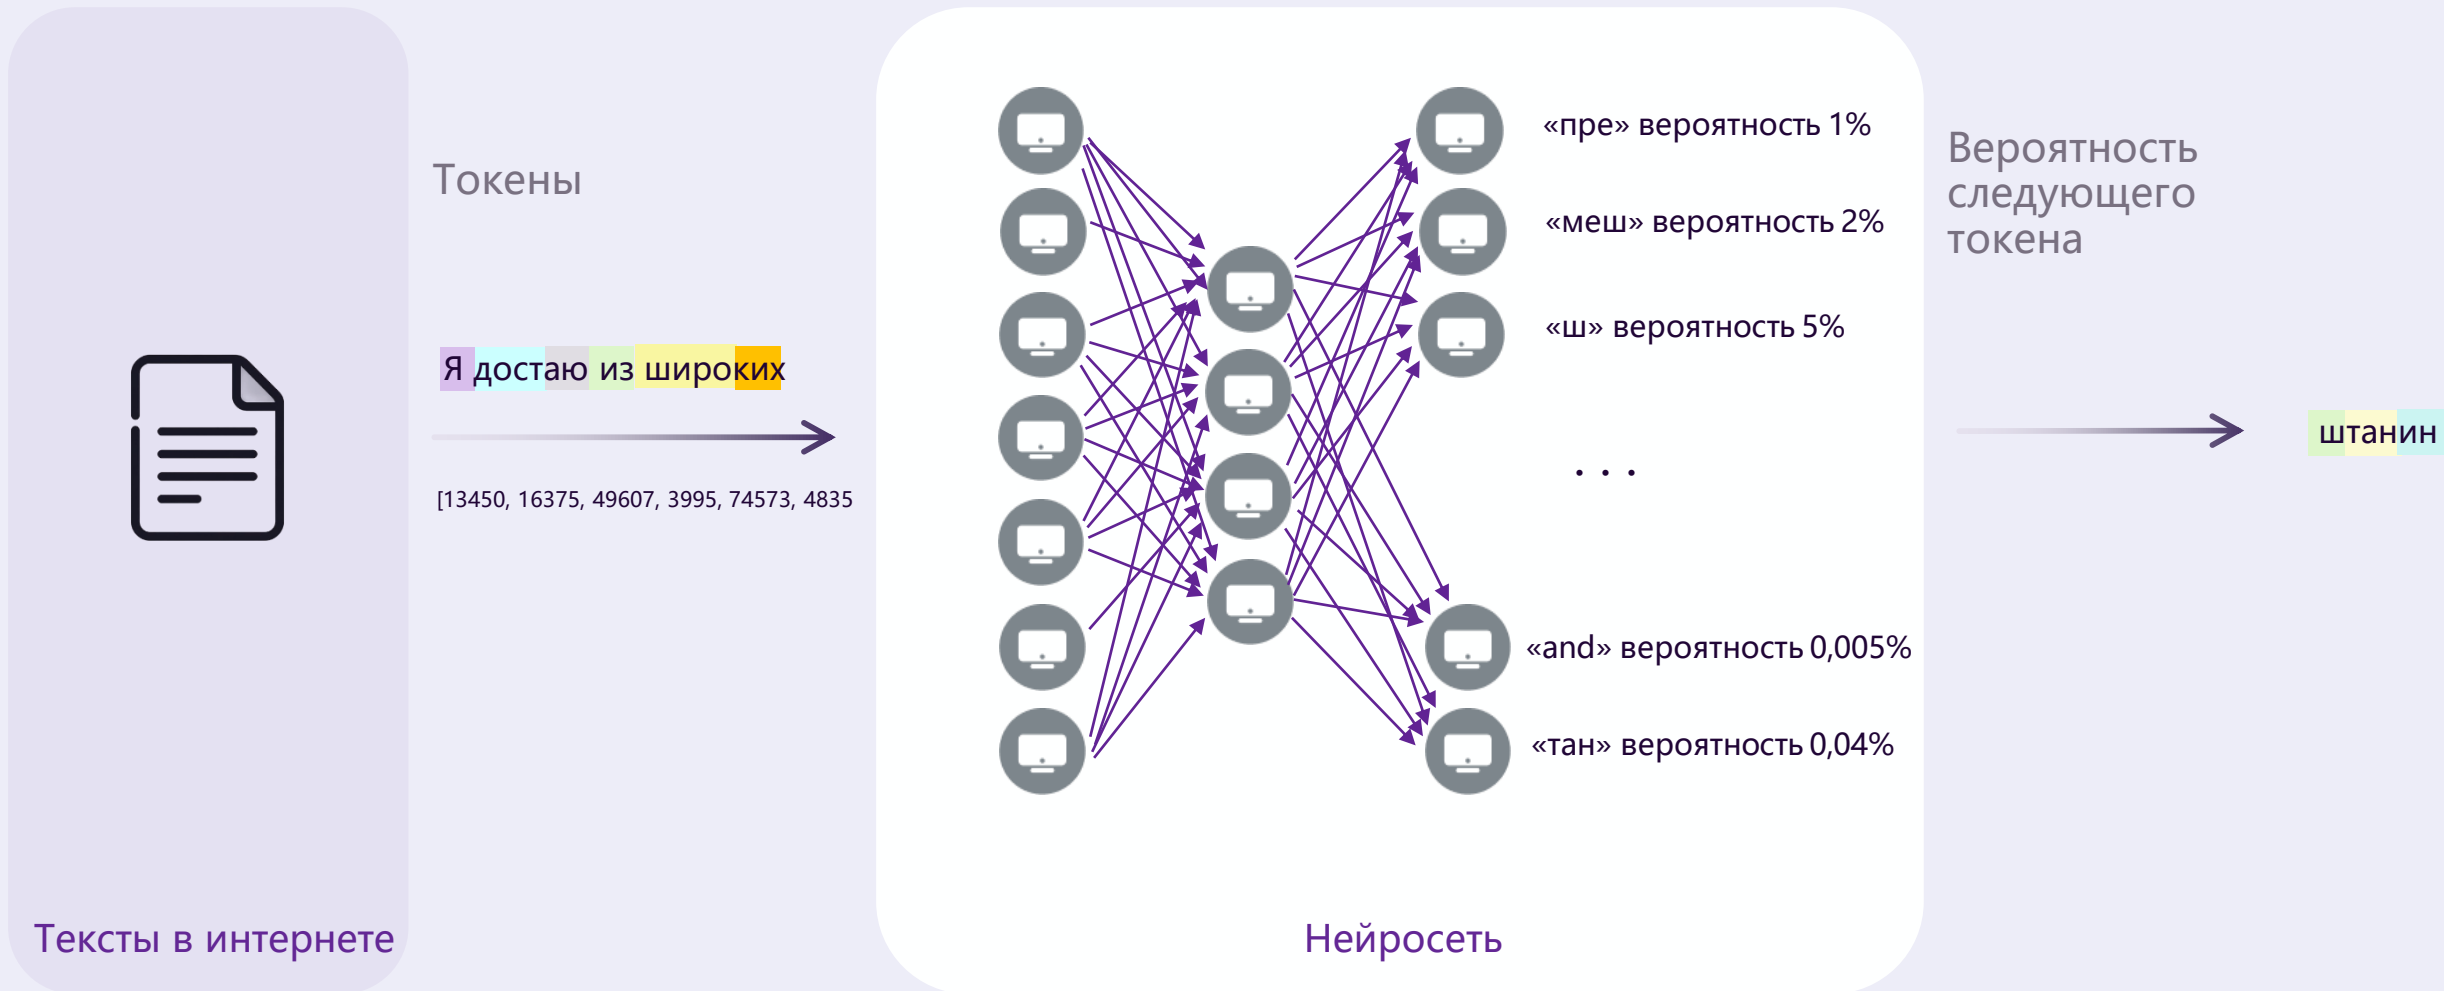 Токены
Я достаю из широких
[13450, 16375, 49607, 3995, 74573, 4835
Тексты в интернете
«пре» вероятность 1%
«меш» вероятность 2%
«ш» вероятность 5%
. . .
«and» вероятность 0,005%
«тан» вероятность 0,04%
Нейросеть
Вероятность
следующего
токена
штанин